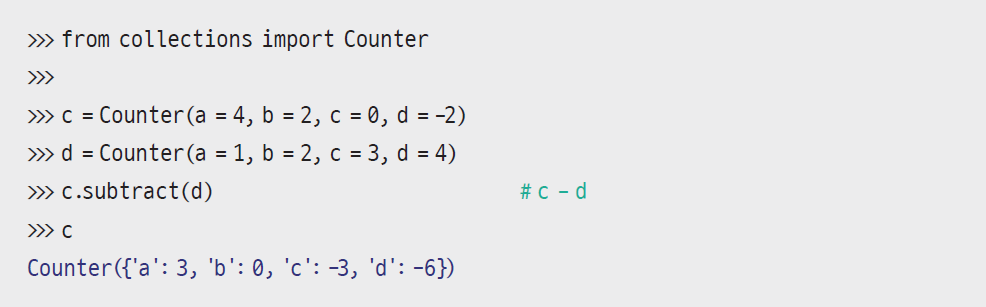 >>> from collections import Counter
>>>
>>> c = Counter(a = 4, b = 2, c = 0, d = -2)
>>> d = Counter(a = 1, b = 2, c = 3, d = 4)
>>> c.subtract(d) # c - d
>>> c
Counter({'a': 3, 'b': 0, 'c': -3, 'd': -6})